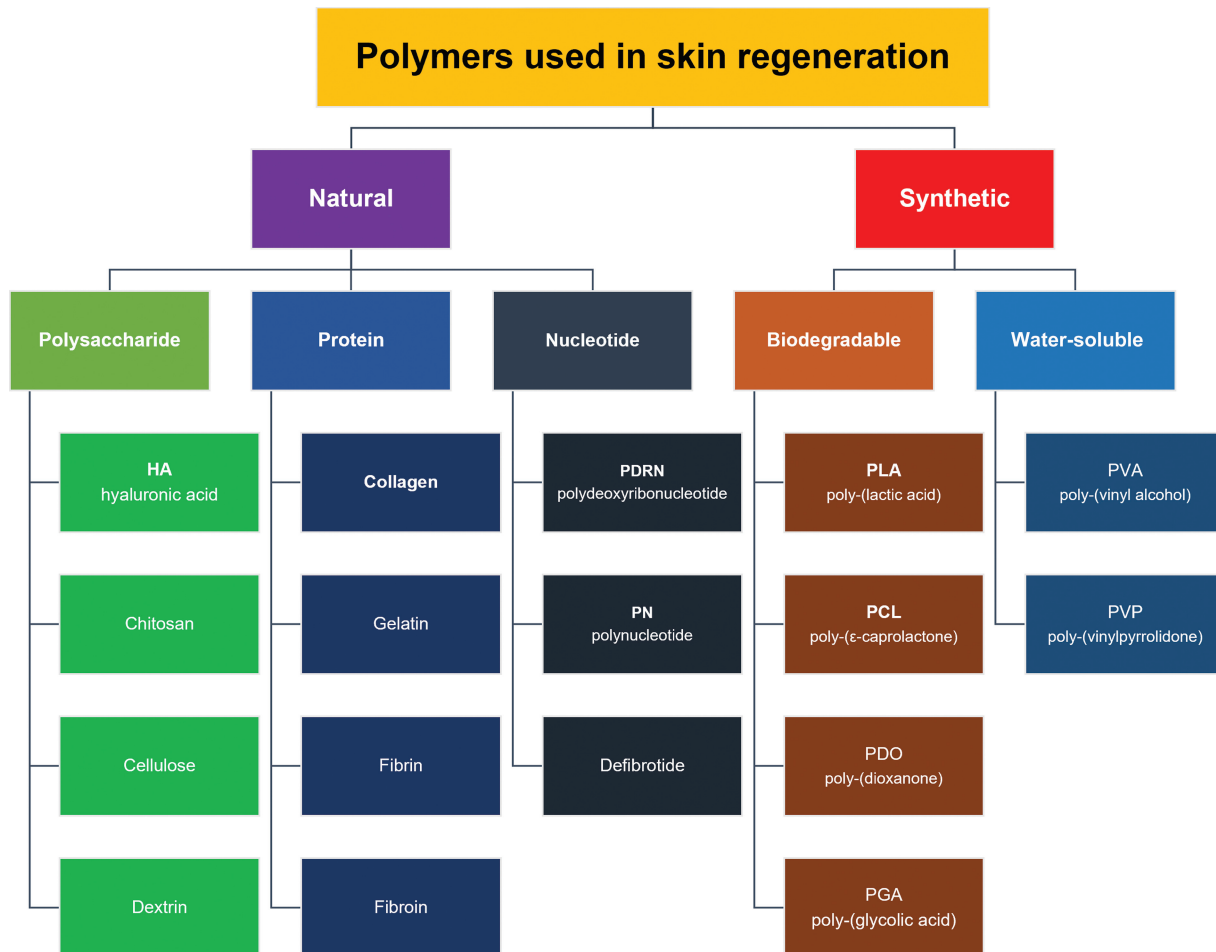 Polymers used in skin regeneration
Natural
Synthetic
Polysaccharide
Protein
Nucleotide
Biodegradable
Water-soluble
HA
hyaluronic acid
Collagen
PDRN
polydeoxyribonucleotide
PLA
poly-(lactic acid)
PVA
poly-(vinyl alcohol)
Chitosan
Gelatin
PN
polynucleotide
PCL
poly-(ε-caprolactone)
PVP
poly-(vinylpyrrolidone)
Cellulose
Fibrin
Defibrotide
PDO
poly-(dioxanone)
Dextrin
Fibroin
PGA
poly-(glycolic acid)